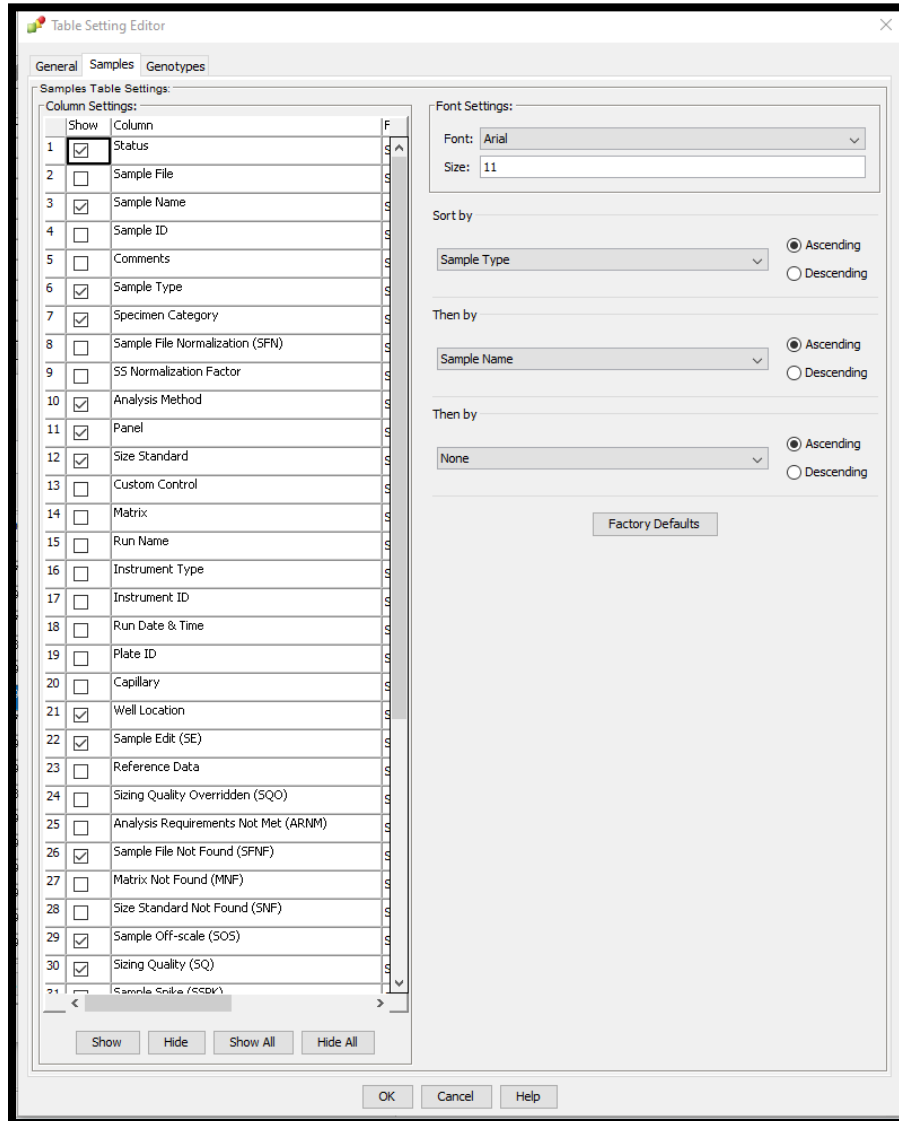 Table Setting Editor
General Samples Genotypes
Samples Table Settings:
Column Settings:
Show Column F
1 Status S
2 Sample File S
3 Sample Name S
4 Sample ID S
5 Comments S
6 Sample Type S
7 Specimen Category S
8 Sample File Normalization (SFN) S
9 SS Normalization Factor S
10 Analysis Method S
11 Panel S
12 Size Standard S
13 Custom Control S
14 Matrix S
15 Run Name S
16 Instrument Type S
17 Instrument ID S
18 Run Date & Time S
19 Plate ID S
20 Capillary S
21 Well Location S
22 Sample Edit (SE) S
23 Reference Data S
24 Sizing Quality Overridden (SQO) S
25 Analysis Requirements Not Met (ARNM) S
26 Sample File Not Found (SFNF) S
27 Matrix Not Found (MNF) S
28 Size Standard Not Found (SNF) S
29 Sample Off-scale (SOS) S
30 Sizing Quality (SQ) S
31 Sample Spike (SSPK)
Show Hide Show All Hide All
Font Settings:
Font: Arial
Size: 11
Sort by
Sample Type
Ascending
Descending
Then by
Sample Name
Ascending
Descending
Then by
None
Ascending
Descending
Factory Defaults
OK Cancel Help